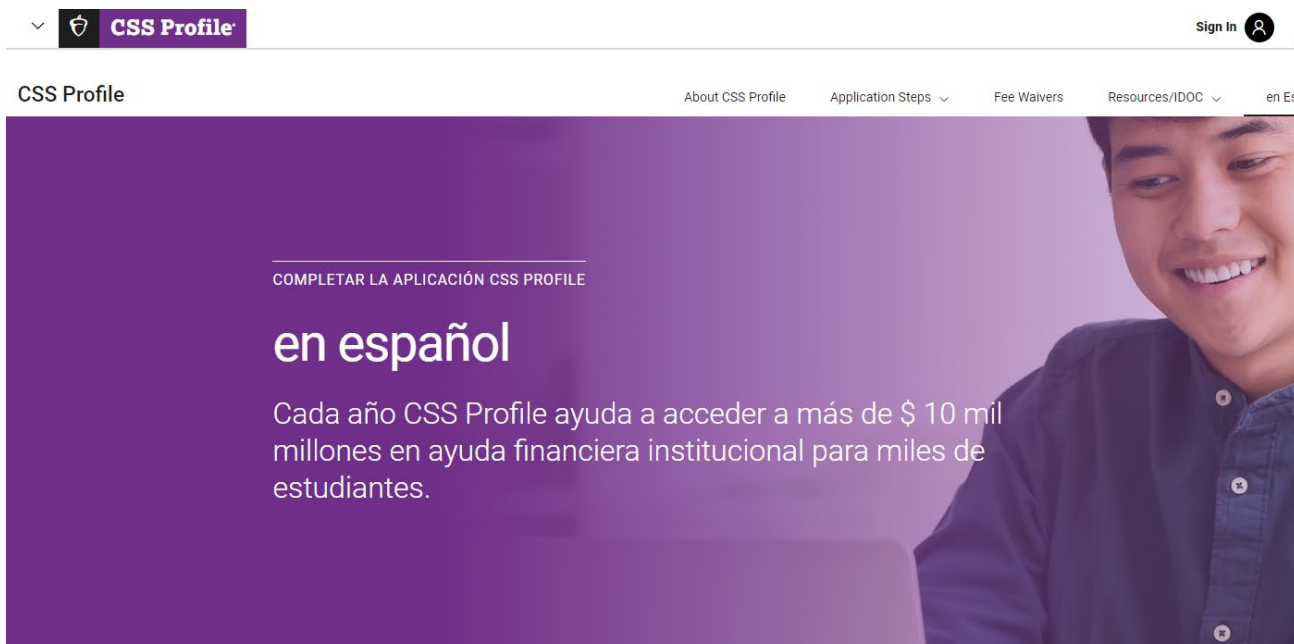 CSS Profile
Sign In
CSS Profile
About CSS Profile
Application Steps
Fee Waivers
Resources/IDOC
en Es
COMPLETAR LA APLICACIÓN CSS PROFILE
en español
Cada año CSS Profile ayuda a acceder a más de $ 10 mil
millones en ayuda financiera institucional para miles de
estudiantes.